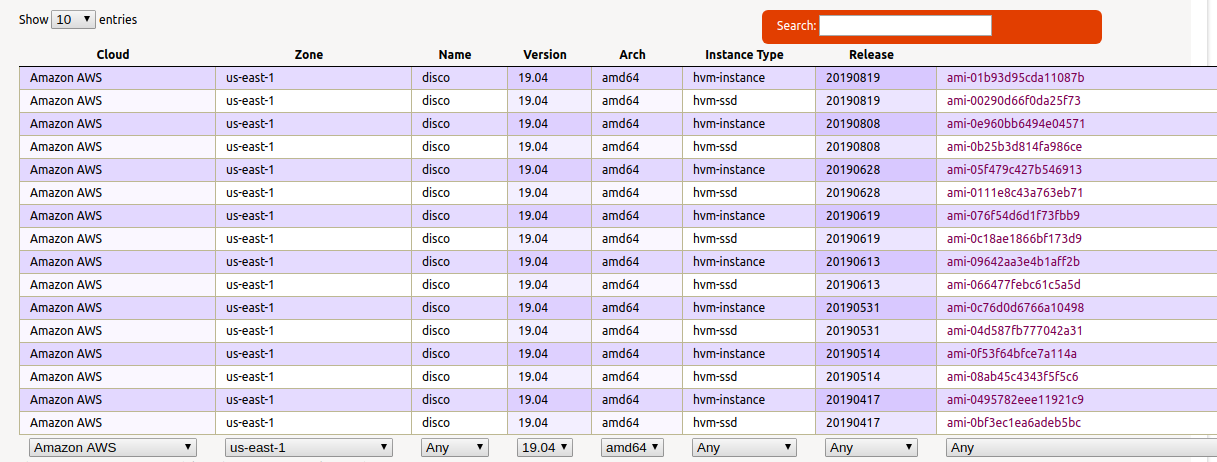 Show 10 entries Search:
Cloud Zone Name Version Arch Instance Type Release
Amazon AWS us-east-1 disco 19.04 amd64 hvm-instance 20190819 ami-01b93d95cda11087b
Amazon AWS us-east-1 disco 19.04 amd64 hvm-ssd 20190819 ami-00290d66f0da25f73
Amazon AWS us-east-1 disco 19.04 amd64 hvm-instance 20190808 ami-0e960bb6494e04571
Amazon AWS us-east-1 disco 19.04 amd64 hvm-ssd 20190808 ami-0b25b3d814fa986ce
Amazon AWS us-east-1 disco 19.04 amd64 hvm-instance 20190628 ami-05f479c427b546913
Amazon AWS us-east-1 disco 19.04 amd64 hvm-ssd 20190628 ami-0111e8c43a763eb71
Amazon AWS us-east-1 disco 19.04 amd64 hvm-instance 20190619 ami-076f54d6d1f73fbb9
Amazon AWS us-east-1 disco 19.04 amd64 hvm-ssd 20190619 ami-0c18ae1866bf173d9
Amazon AWS us-east-1 disco 19.04 amd64 hvm-instance 20190613 ami-09642aa3e4b1aff2b
Amazon AWS us-east-1 disco 19.04 amd64 hvm-ssd 20190613 ami-066477febc61c5a5d
Amazon AWS us-east-1 disco 19.04 amd64 hvm-instance 20190531 ami-0c76d0d6766a10498
Amazon AWS us-east-1 disco 19.04 amd64 hvm-ssd 20190531 ami-04d587fb777042a31
Amazon AWS us-east-1 disco 19.04 amd64 hvm-instance 20190514 ami-0f53f64bfce7a114a
Amazon AWS us-east-1 disco 19.04 amd64 hvm-ssd 20190514 ami-08ab45c4343f5f5c6
Amazon AWS us-east-1 disco 19.04 amd64 hvm-instance 20190417 ami-0495782eee11921c9
Amazon AWS us-east-1 disco 19.04 amd64 hvm-ssd 20190417 ami-0bf3ec1ea6adeb5bc
Amazon AWS us-east-1 Any 19.04 amd64 Any Any Any